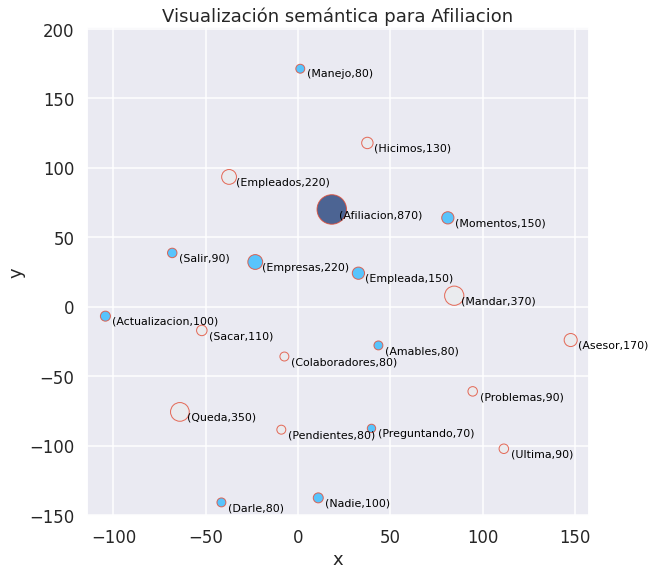 Visualización semántica para Afiliacion
200
(Manejo,80)
150
(Hicimos,130)
100
(Empleados,220)
(Afiliacion,870)
(Momentos,150)
50
(Salir,90)
(Empresas,220)
(Empleada,150)
y
(Mandar,370)
0
(Actualizacion,100)
(Sacar,110)
(Asesor,170)
(Amables,80)
(Colaboradores,80)
−50
(Problemas,90)
(Queda,350)
(Pendientes,80)
(Preguntando,70)
−100
(Ultima,90)
(Darle,80)
(Nadie,100)
−150
−100 −50 0 50 100 150
x